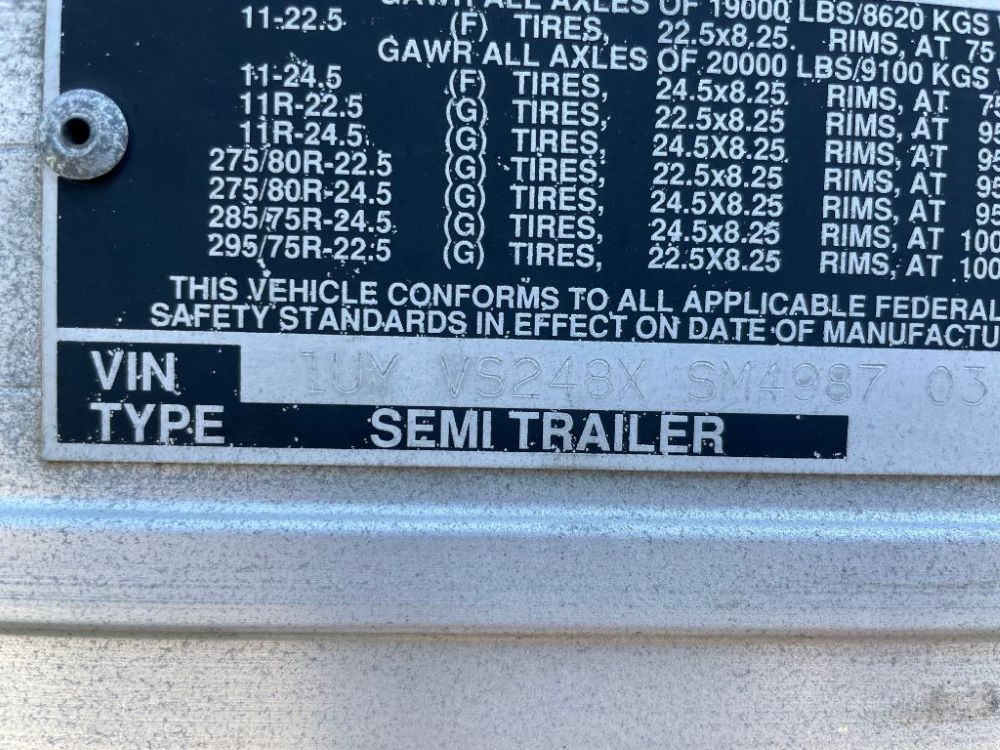 GAWR ALL AXLES OF 19000 LBS/8620 KGS
11-22.5 (F) TIRES, 22.5x8.25. RIMS, AT 75
GAWR ALL AXLES OF 20000 LBS/9100 KGS
11-24.5 (F) TIRES, 24.5x8.25 RIMS, AT
11R-22.5 (G) TIRES, 22.5x8.25 RIMS, AT
11R-24.5 (G) TIRES, 24.5x8.25 RIMS, AT
275/80R-22.5 (G) TIRES, 22.5x8.25 RIMS, AT
275/80R-24.5 (G) TIRES, 24.5X8.25 RIMS, AT 95
285/75R-24.5 (G) TIRES, 24.5x8.25 RIMS, AT 100
295/75R-22.5 (G) TIRES, 22.5X8.25 RIMS, AT 100
THIS VEHICLE CONFORMS TO ALL APPLICABLE FEDERAL
SAFETY STANDARDS IN EFFECT ON DATE OF MANUFACTU
VIN 1UY VS248X SM4987 03
TYPE SEMI TRAILER